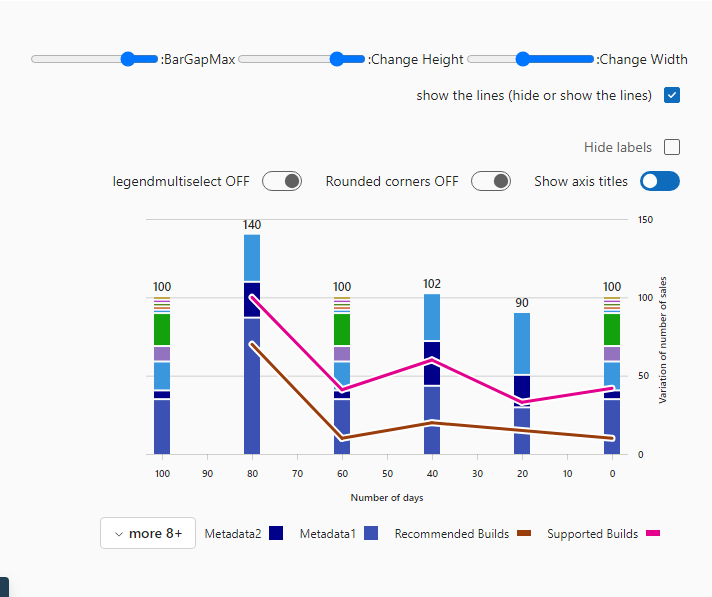 :BarGapMax :Change Height :Change Width
show the lines (hide or show the lines)
Hide labels
legendmultiselect OFF Rounded corners OFF Show axis titles
150
140
100 100 102 90 100
100
50
0
Variation of number of sales
100 90 80 70 60 50 40 30 20 10 0
Number of days
more 8+ Metadata2 Metadata1 Recommended Builds Supported Builds